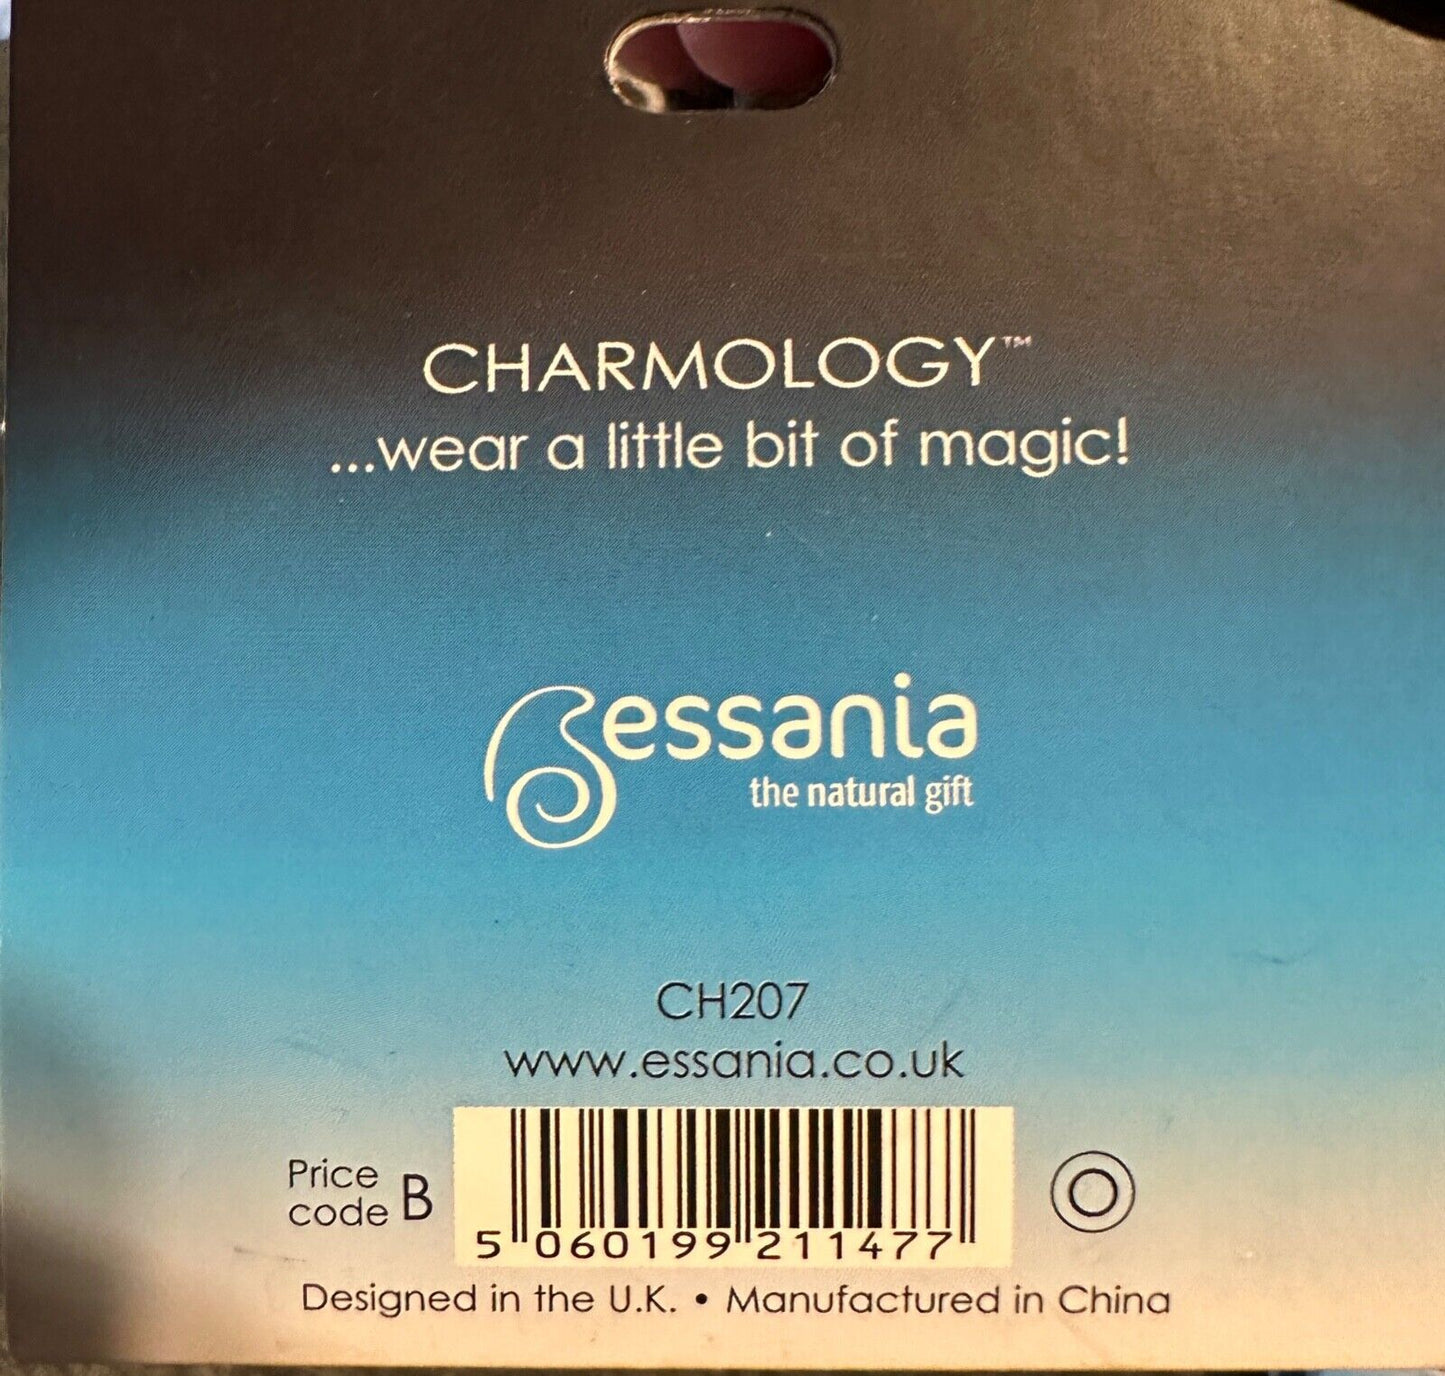 CHARMOLOGY™
...wear a little bit of magic!
essania
the natural gift
CH207
www.essania.co.uk
Price
code B
5 060199 211477
Designed in the U.K. • Manufactured in China